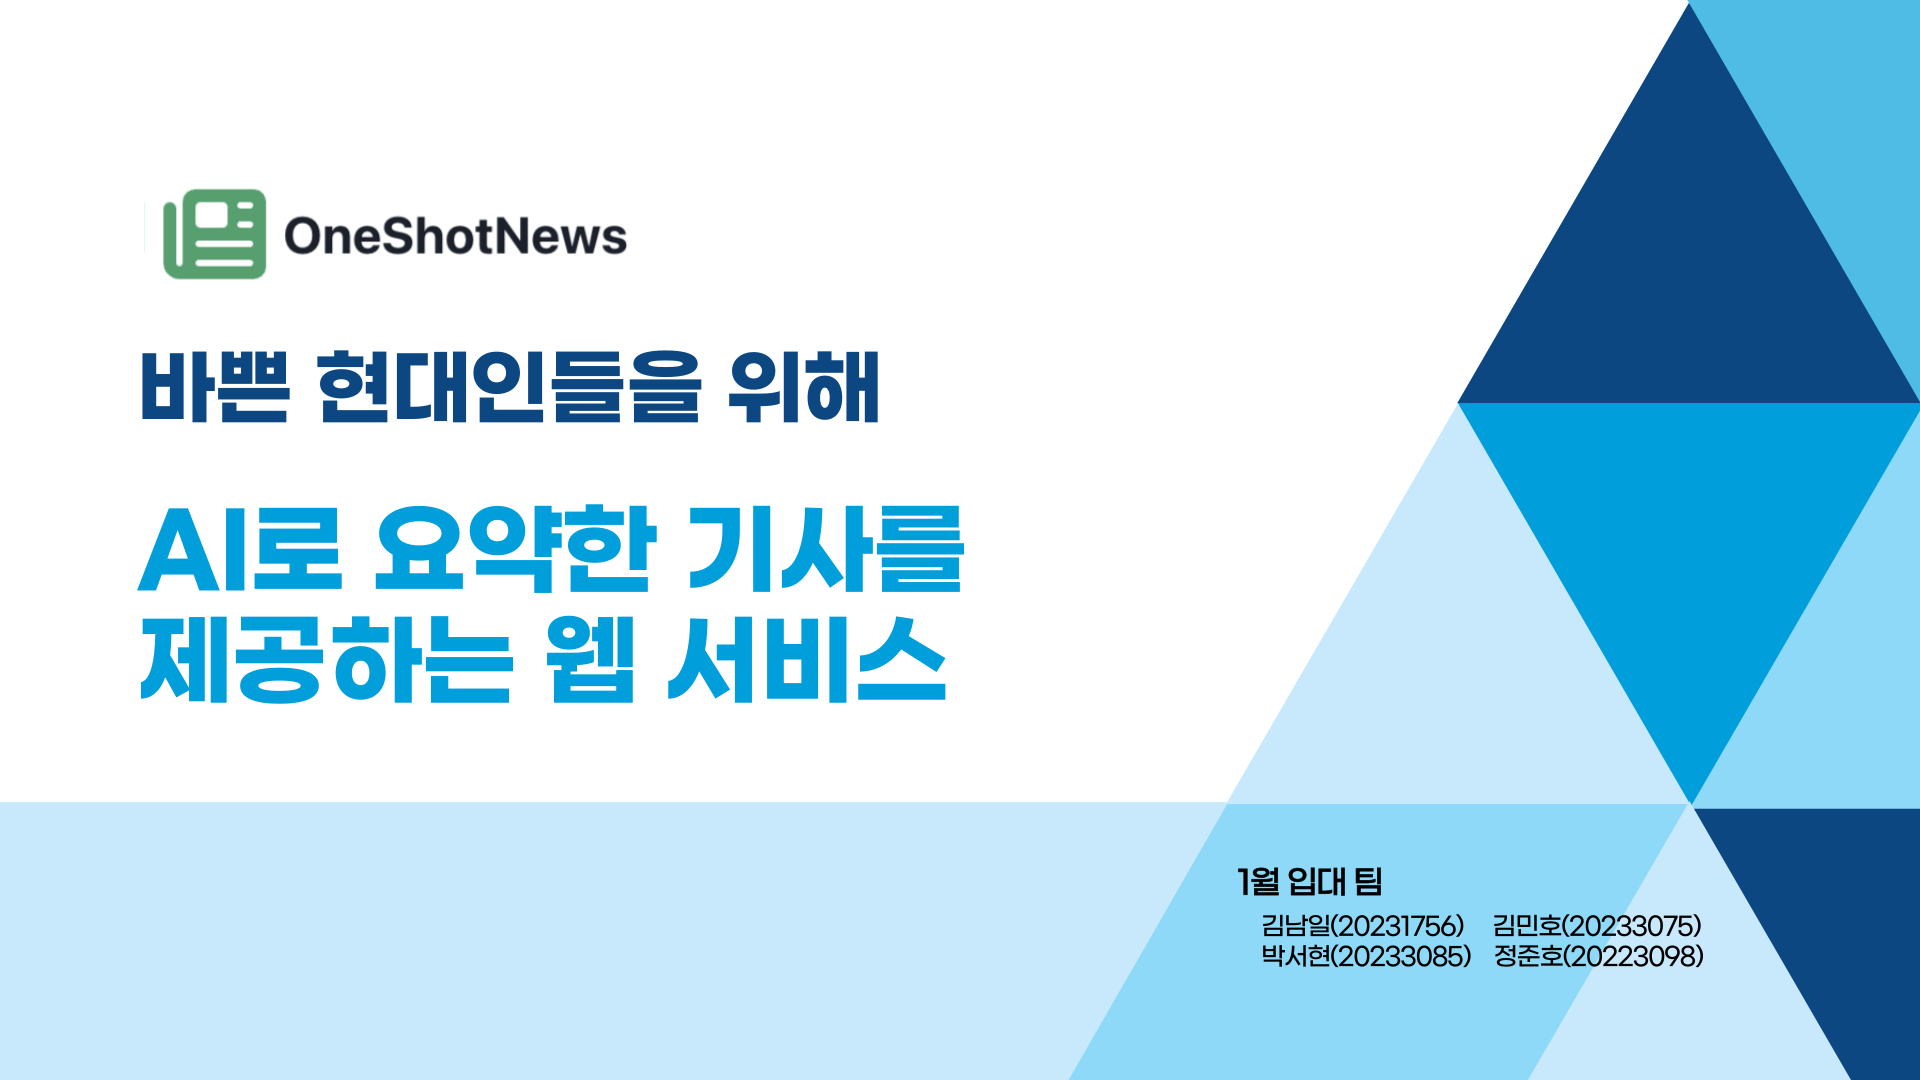 OneShotNews
바쁜 현대인들을 위해
AI로 요약한 기사를
제공하는 웹 서비스
1월 입대 팀
김남일(20231756) 김민호(20233075)
박서현(20233085) 정준호(20223098)